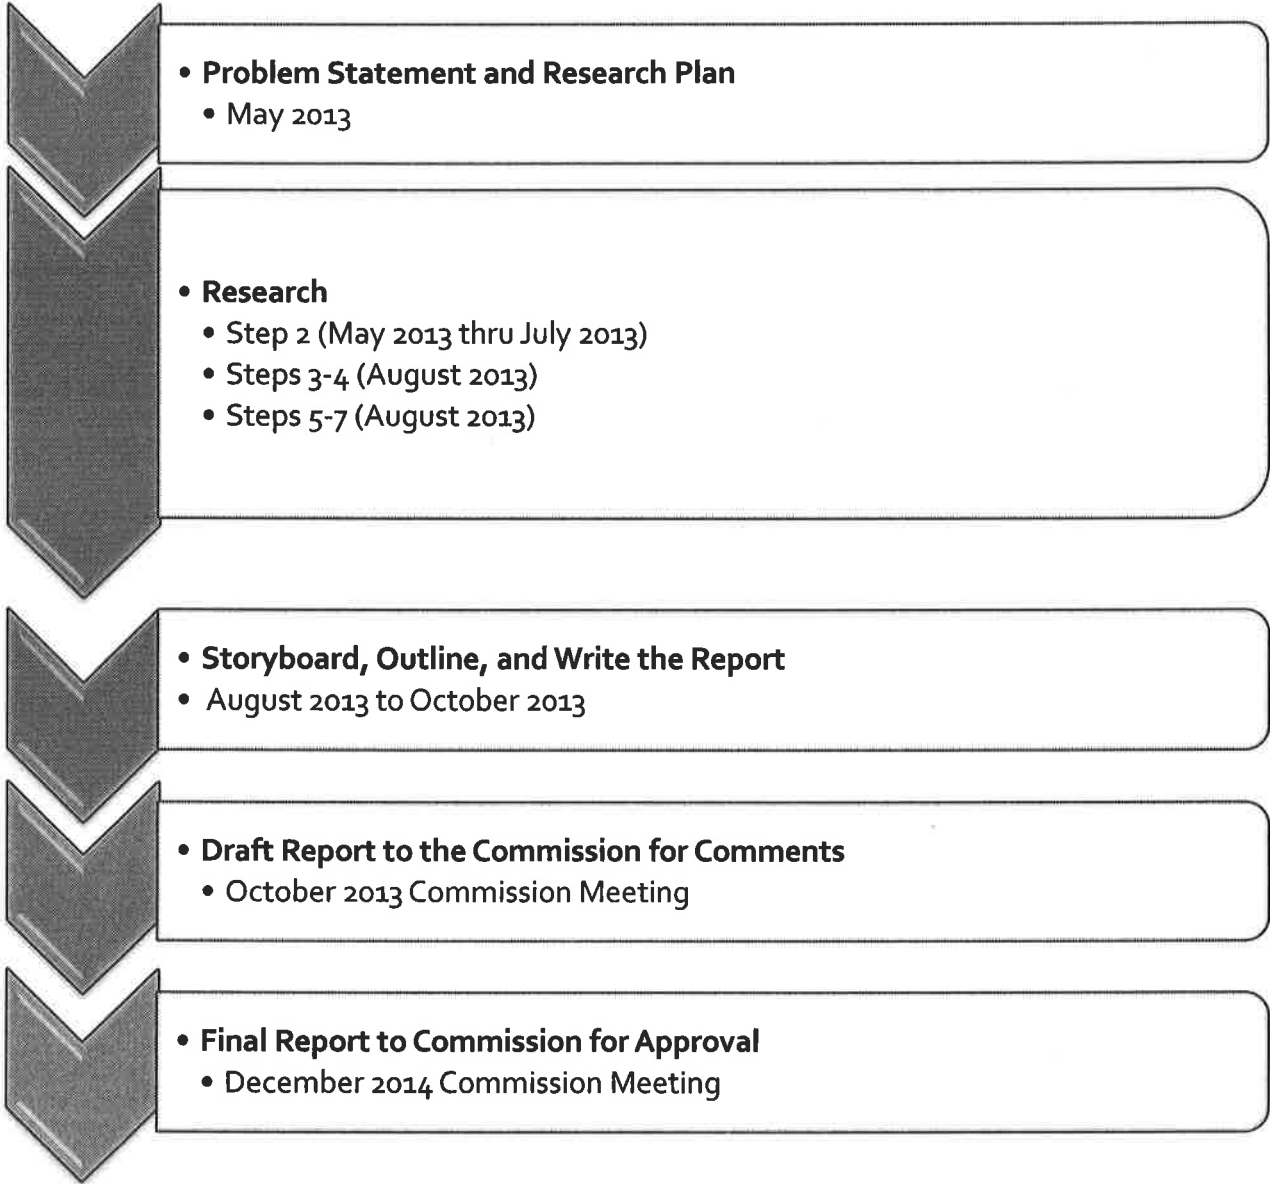 • Problem Statement and Research Plan
• May 2013
• Research
• Step 2 (May 2013 thru July 2013)
• Steps 3-4 (August 2013)
• Steps 5-7 (August 2013)
• Storyboard, Outline, and Write the Report
• August 2013 to October 2013
• Draft Report to the Commission for Comments
• October 2013 Commission Meeting
• Final Report to Commission for Approval
• December 2014 Commission Meeting